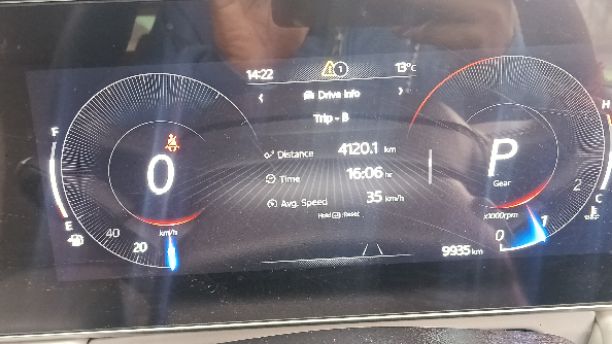 14:22
1
13°C
Drive Info
Trip - B
Distance 4120.1 km
Time 16:06 hr
Avg. Speed 35 km/h
Hold OK :Reset
9935 km
F
E
0
km/h
40
20
P
Gear
x1000rpm
0
1
2
H
C